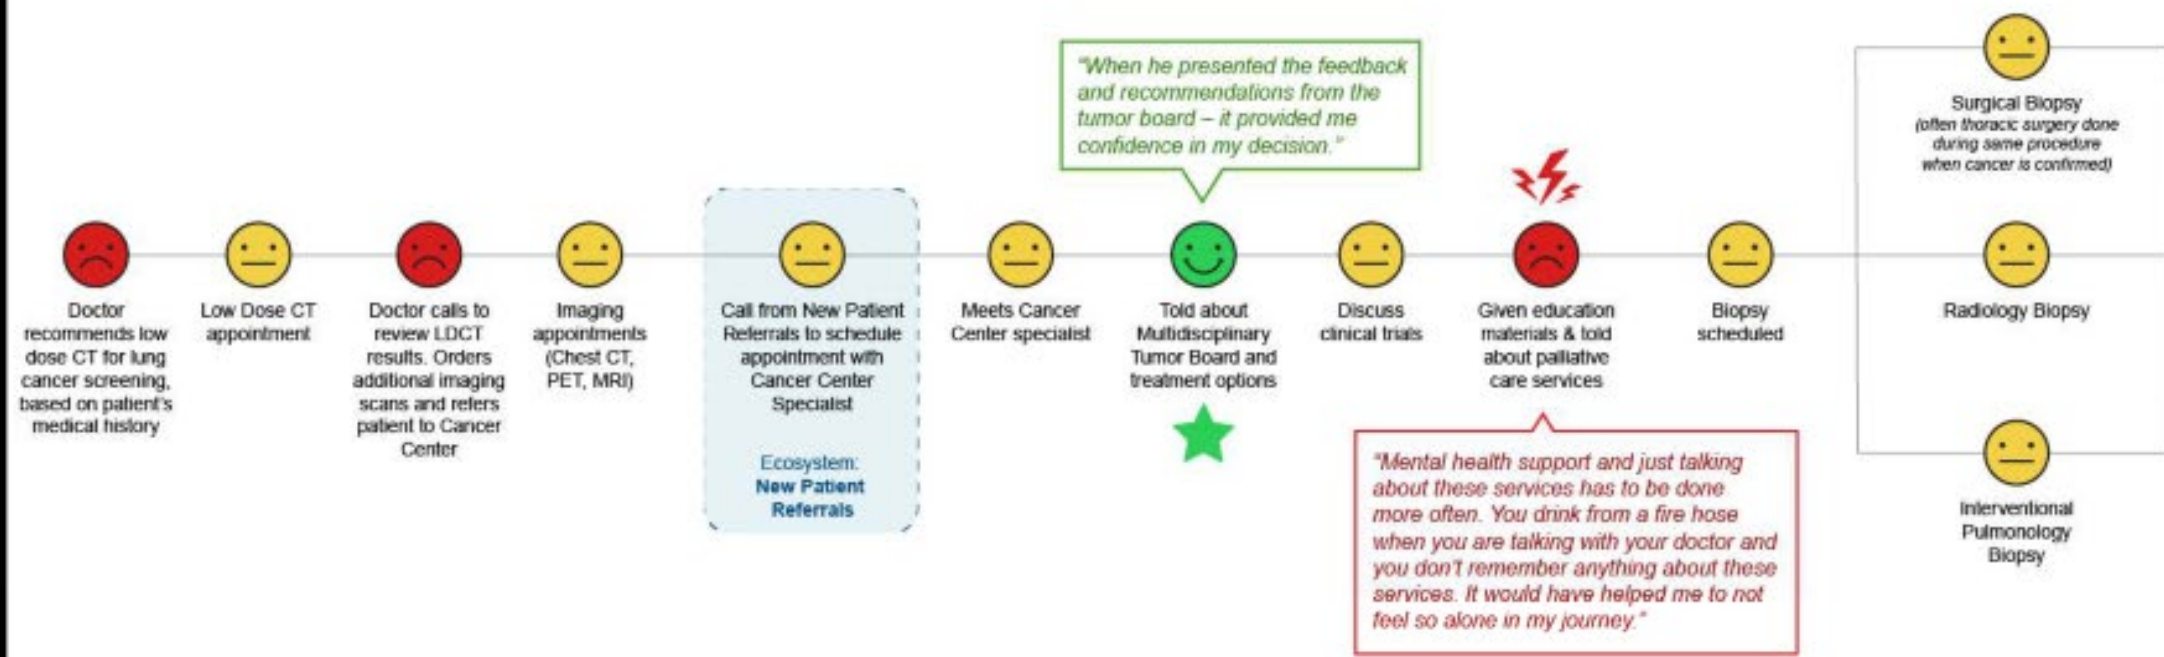 "When he presented the feedback
and recommendations from the
tumor board – it provided me
confidence in my decision."
Doctor
recommends low
dose CT for lung
cancer screening,
based on patient's
medical history
Low Dose CT
appointment
Doctor calls to
review LDCT
results. Orders
additional imaging
scans and refers
patient to Cancer
Center
Imaging
appointments
(Chest CT,
PET, MRI)
Call from New Patient
Referrals to schedule
appointment with
Cancer Center
Specialist
Ecosystem:
New Patient
Referrals
Meets Cancer
Center specialist
Told about
Multidisciplinary
Tumor Board and
treatment options
Discuss
clinical trials
Given education
materials & told
about palliative
care services
"Mental health support and just talking
about these services has to be done
more often. You drink from a fire hose
when you are talking with your doctor and
you don't remember anything about these
services. It would have helped me to not
feel so alone in my journey."
Biopsy
scheduled
Surgical Biopsy
(often thoracic surgery done
during same procedure
when cancer is confirmed)
Radiology Biopsy
Interventional
Pulmonology
Biopsy